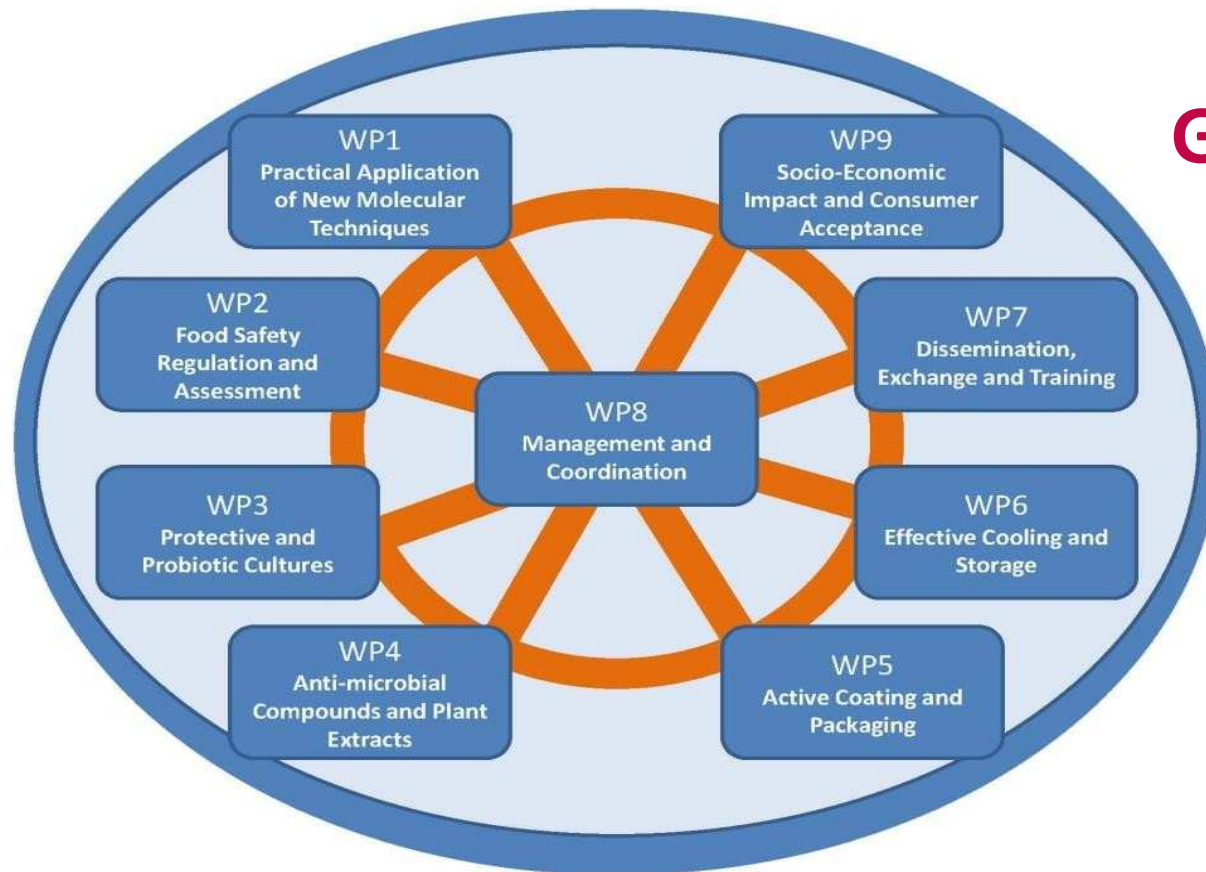 WP1
Practical Application
of New Molecular
Techniques
WP9
Socio-Economic
Impact and Consumer
Acceptance
WP2
Food Safety
Regulation and
Assessment
WP7
Dissemination,
Exchange and Training
WP8
Management and
Coordination
WP3
Protective and
Probiotic Cultures
WP6
Effective Cooling and
Storage
WP4
Anti-microbial
Compounds and Plant
Extracts
WP5
Active Coating and
Packaging